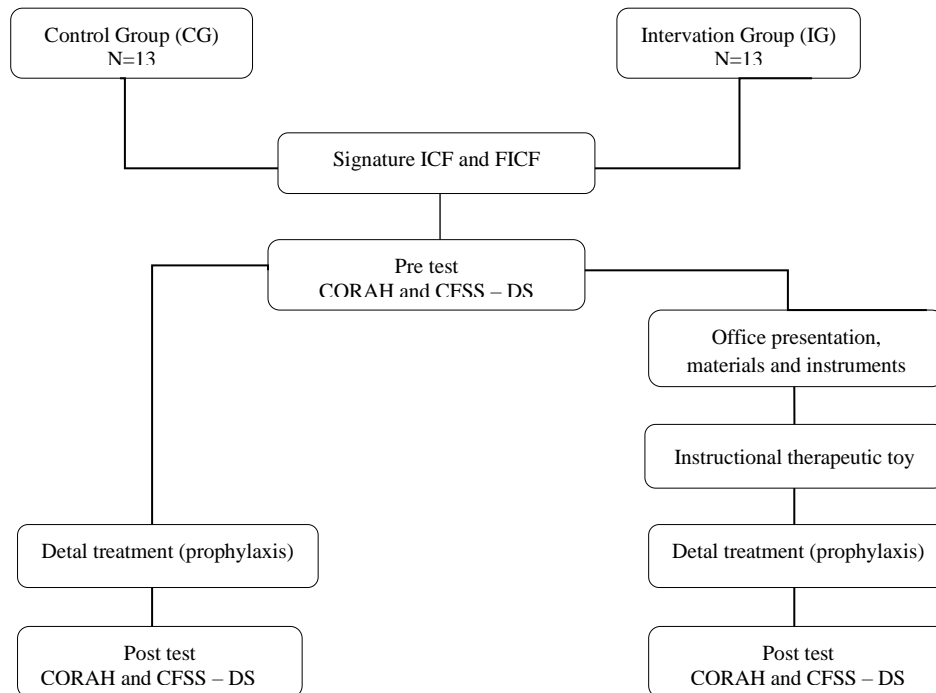 Control Group (CG)
N=13
Intervation Group (IG)
N=13
Signature ICF and FICF
Pre test
CORAH and CFSS – DS
Office presentation,
materials and instruments
Instructional therapeutic toy
Detal treatment (prophylaxis)
Detal treatment (prophylaxis)
Post test
CORAH and CFSS – DS
Post test
CORAH and CFSS – DS